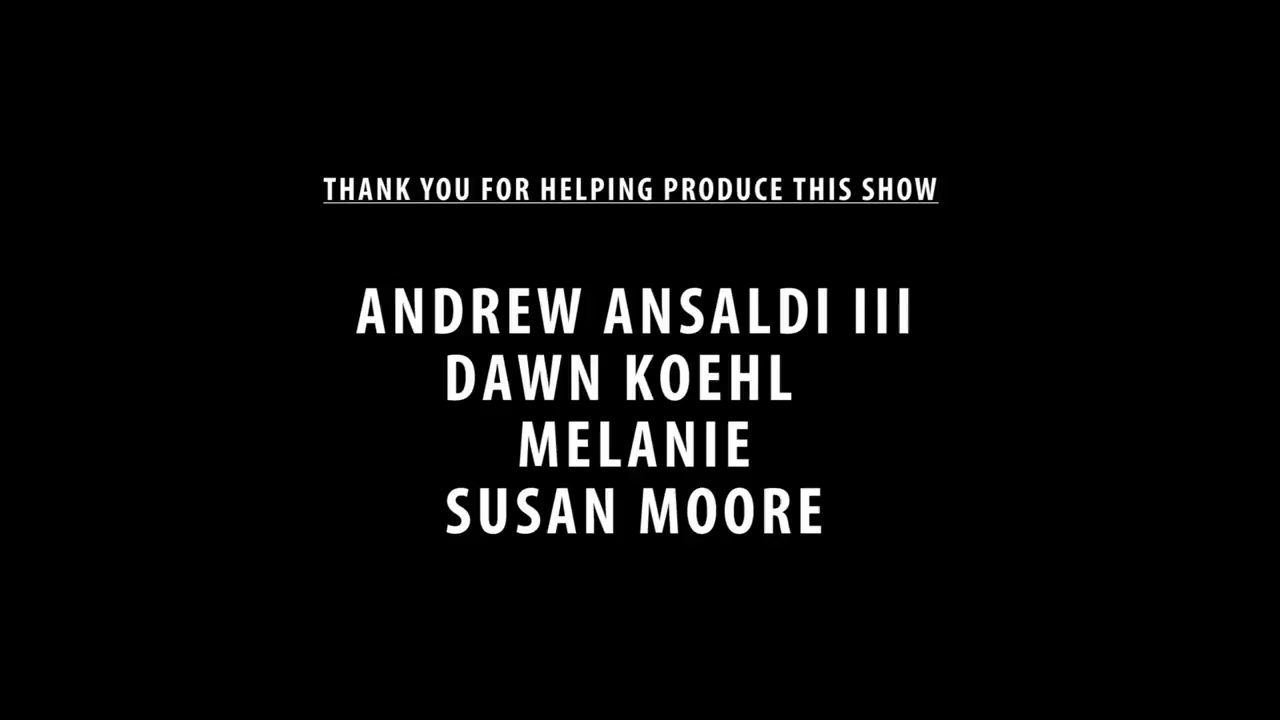 THANK YOU FOR HELPING PRODUCE THIS SHOW
ANDREW ANSALDI III
DAWN KOEHL
MELANIE
SUSAN MOORE